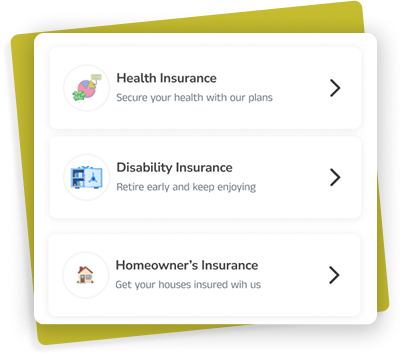 Health Insurance
Secure your health with our plans
Disability Insurance
Retire early and keep enjoying
Homeowner's Insurance
Get your houses insured wih us